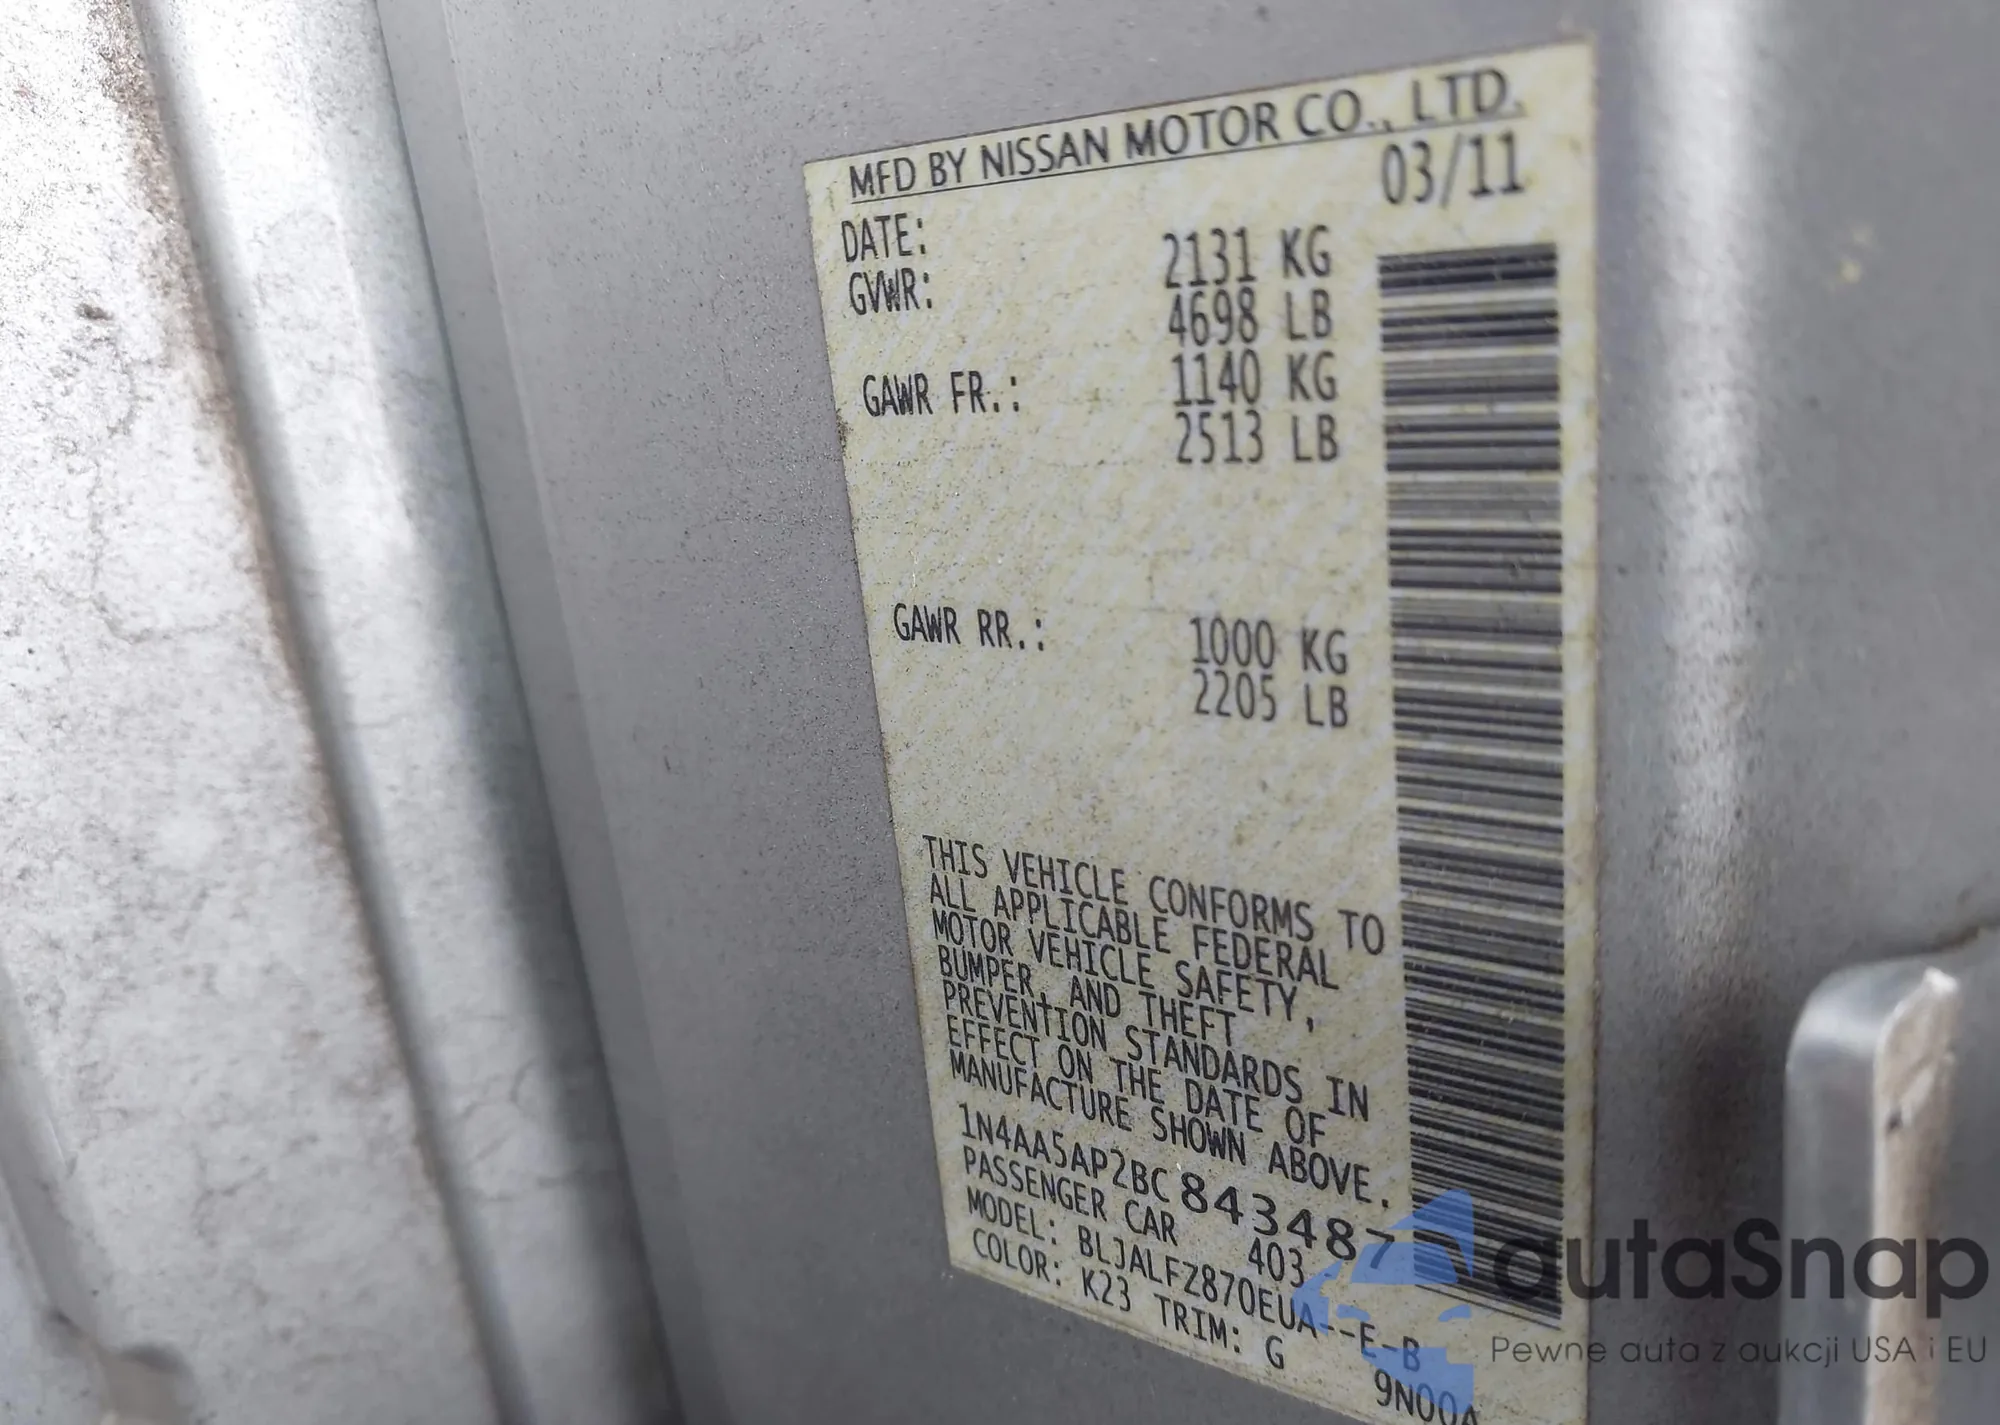 MFD BY NISSAN MOTOR CO., LTD.
DATE: 03/11
GVWR: 2131 KG
4698 LB
GAWR FR.: 1140 KG
2513 LB
GAWR RR.: 1000 KG
2205 LB
THIS VEHICLE CONFORMS TO
ALL APPLICABLE FEDERAL
MOTOR VEHICLE SAFETY,
BUMPER, AND THEFT
PREVENTION STANDARDS IN
EFFECT ON THE DATE OF
MANUFACTURE SHOWN ABOVE.
1N4AA5AP2BC843487
PASSENGER CAR 403
MODEL: BLJALFZ870EUA--E-B
COLOR: K23 TRIM: G
9N00A
autaSnap
Pewne auta z aukcji USA i EU